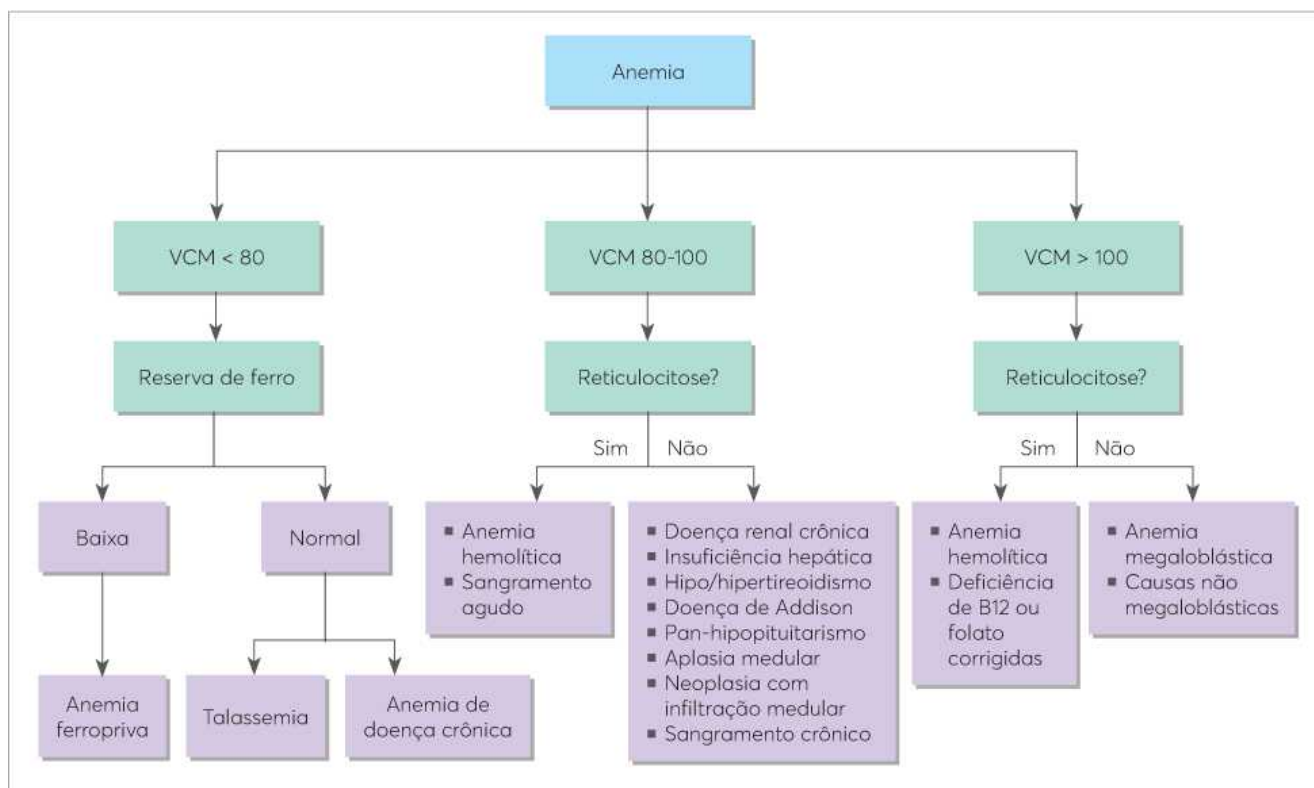 Anemia
VCM < 80
VCM 80-100
VCM > 100
Reserva de ferro
Reticulocitose?
Reticulocitose?
Sim
Não
Sim
Não
Baixa
Normal
▪ Anemia
hemolítica
▪ Sangramento
agudo
▪ Doença renal crônica
▪ Insuficiência hepática
▪ Hipo/hipertireoidismo
▪ Doença de Addison
▪ Pan-hipopituitarismo
▪ Aplasia medular
▪ Neoplasia com
infiltração medular
▪ Sangramento crônico
▪ Anemia
hemolítica
▪ Deficiência
de B12 ou
folato
corrigidas
▪ Anemia
megaloblástica
▪ Causas não
megaloblásticas
Anemia
ferropriva
Talassemia
Anemia de
doença crônica